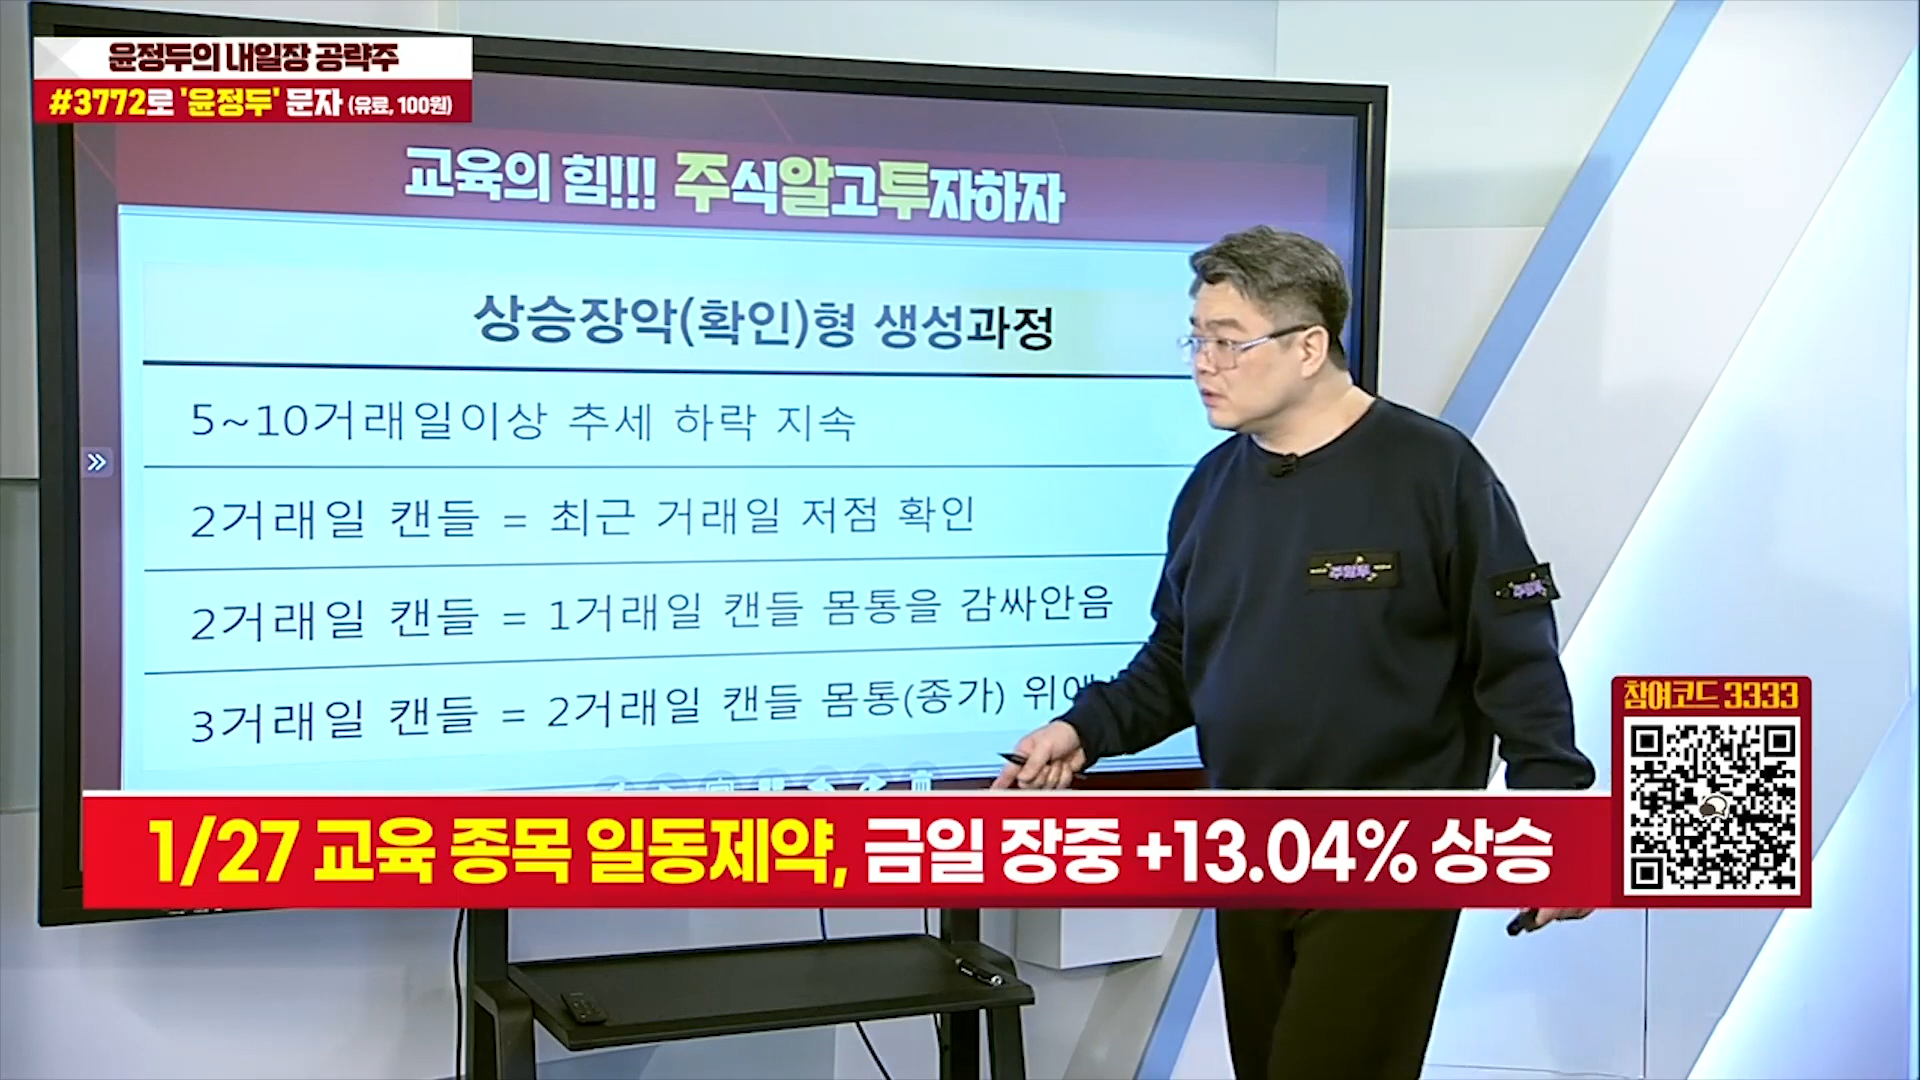 윤정두의 내일장 공략주
#3772로 '윤정두' 문자 (유료, 100원)
교육의 힘!!! 주식알고투자하자
상승장악(확인)형 생성과정
5~10거래일이상 추세 하락 지속
2거래일 캔들 = 최근 거래일 저점 확인
2거래일 캔들 = 1거래일 캔들 몸통을 감싸안음
3거래일 캔들 = 2거래일 캔들 몸통(종가) 위에
주알투
주알투
참여코드 3333
1/27 교육 종목 일동제약, 금일 장중 +13.04% 상승